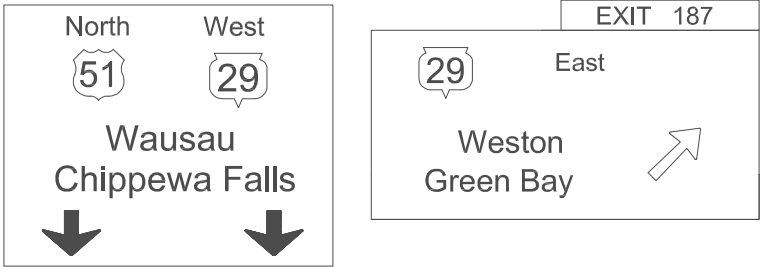 North West
51 29
Wausau
Chippewa Falls
EXIT 187
29 East
Weston
Green Bay